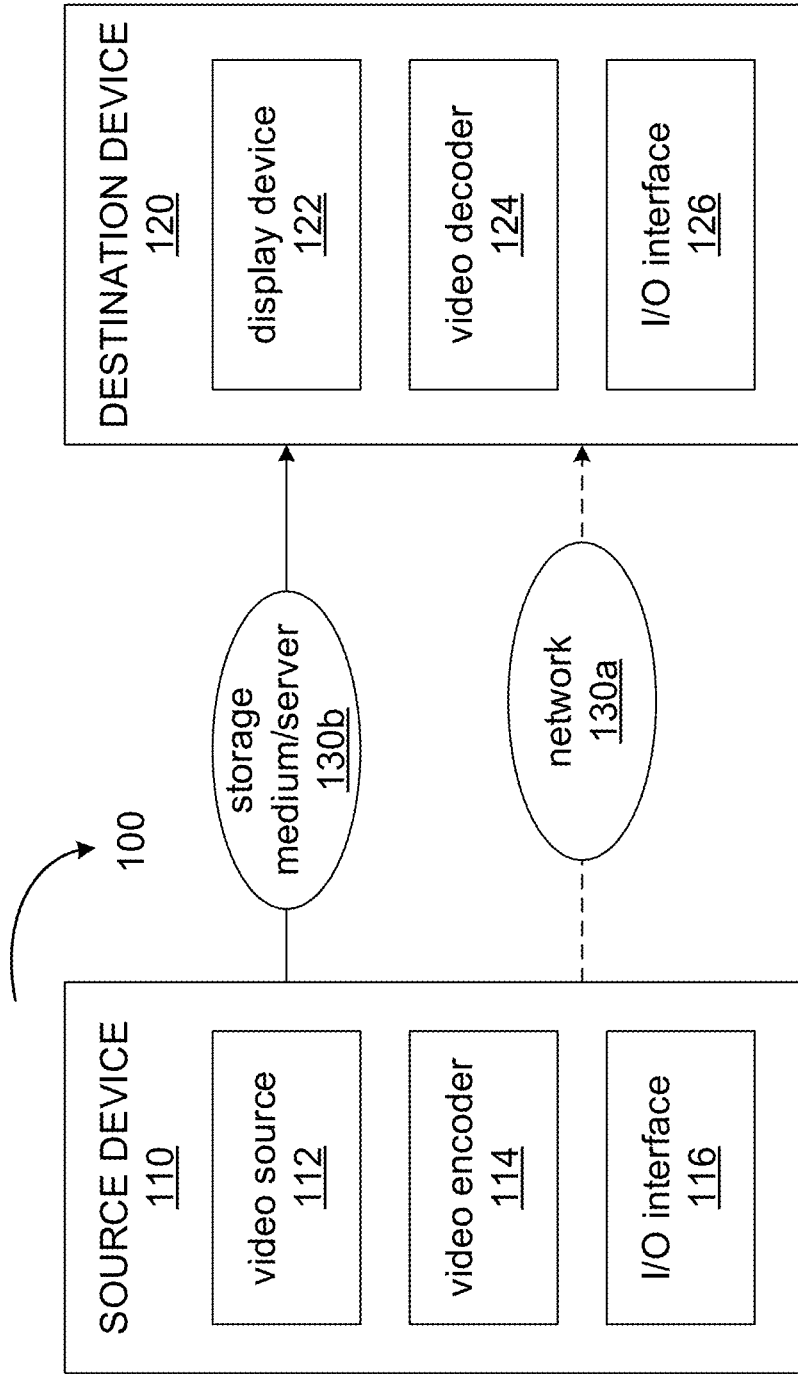 100
SOURCE DEVICE
110
video source
112
video encoder
114
I/O interface
116
storage
medium/server
130b
network
130a
DESTINATION DEVICE
120
display device
122
video decoder
124
I/O interface
126